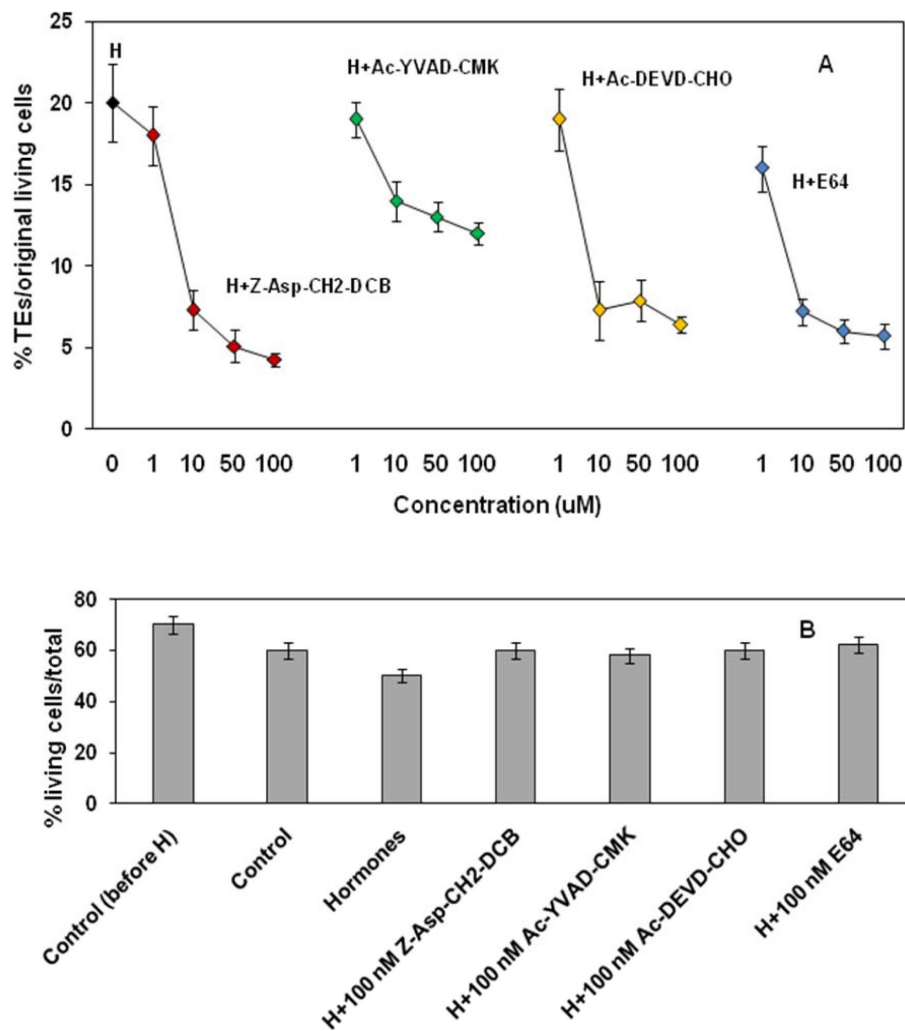 25
20
15
10
5
0
% TEs/original living cells
H
H+Ac-YVAD-CMK
H+Ac-DEVD-CHO
A
H+E64
H+Z-Asp-CH2-DCB
0 1 10 50 100 1 10 50 100 1 10 50 100 1 10 50 100
Concentration (uM)
80
60
40
20
0
% living cells/total
B
Control (before H)
Control
Hormones
H+100 nM Z-Asp-CH2-DCB
H+100 nM Ac-YVAD-CMK
H+100 nM Ac-DEVD-CHO
H+100 nM E64